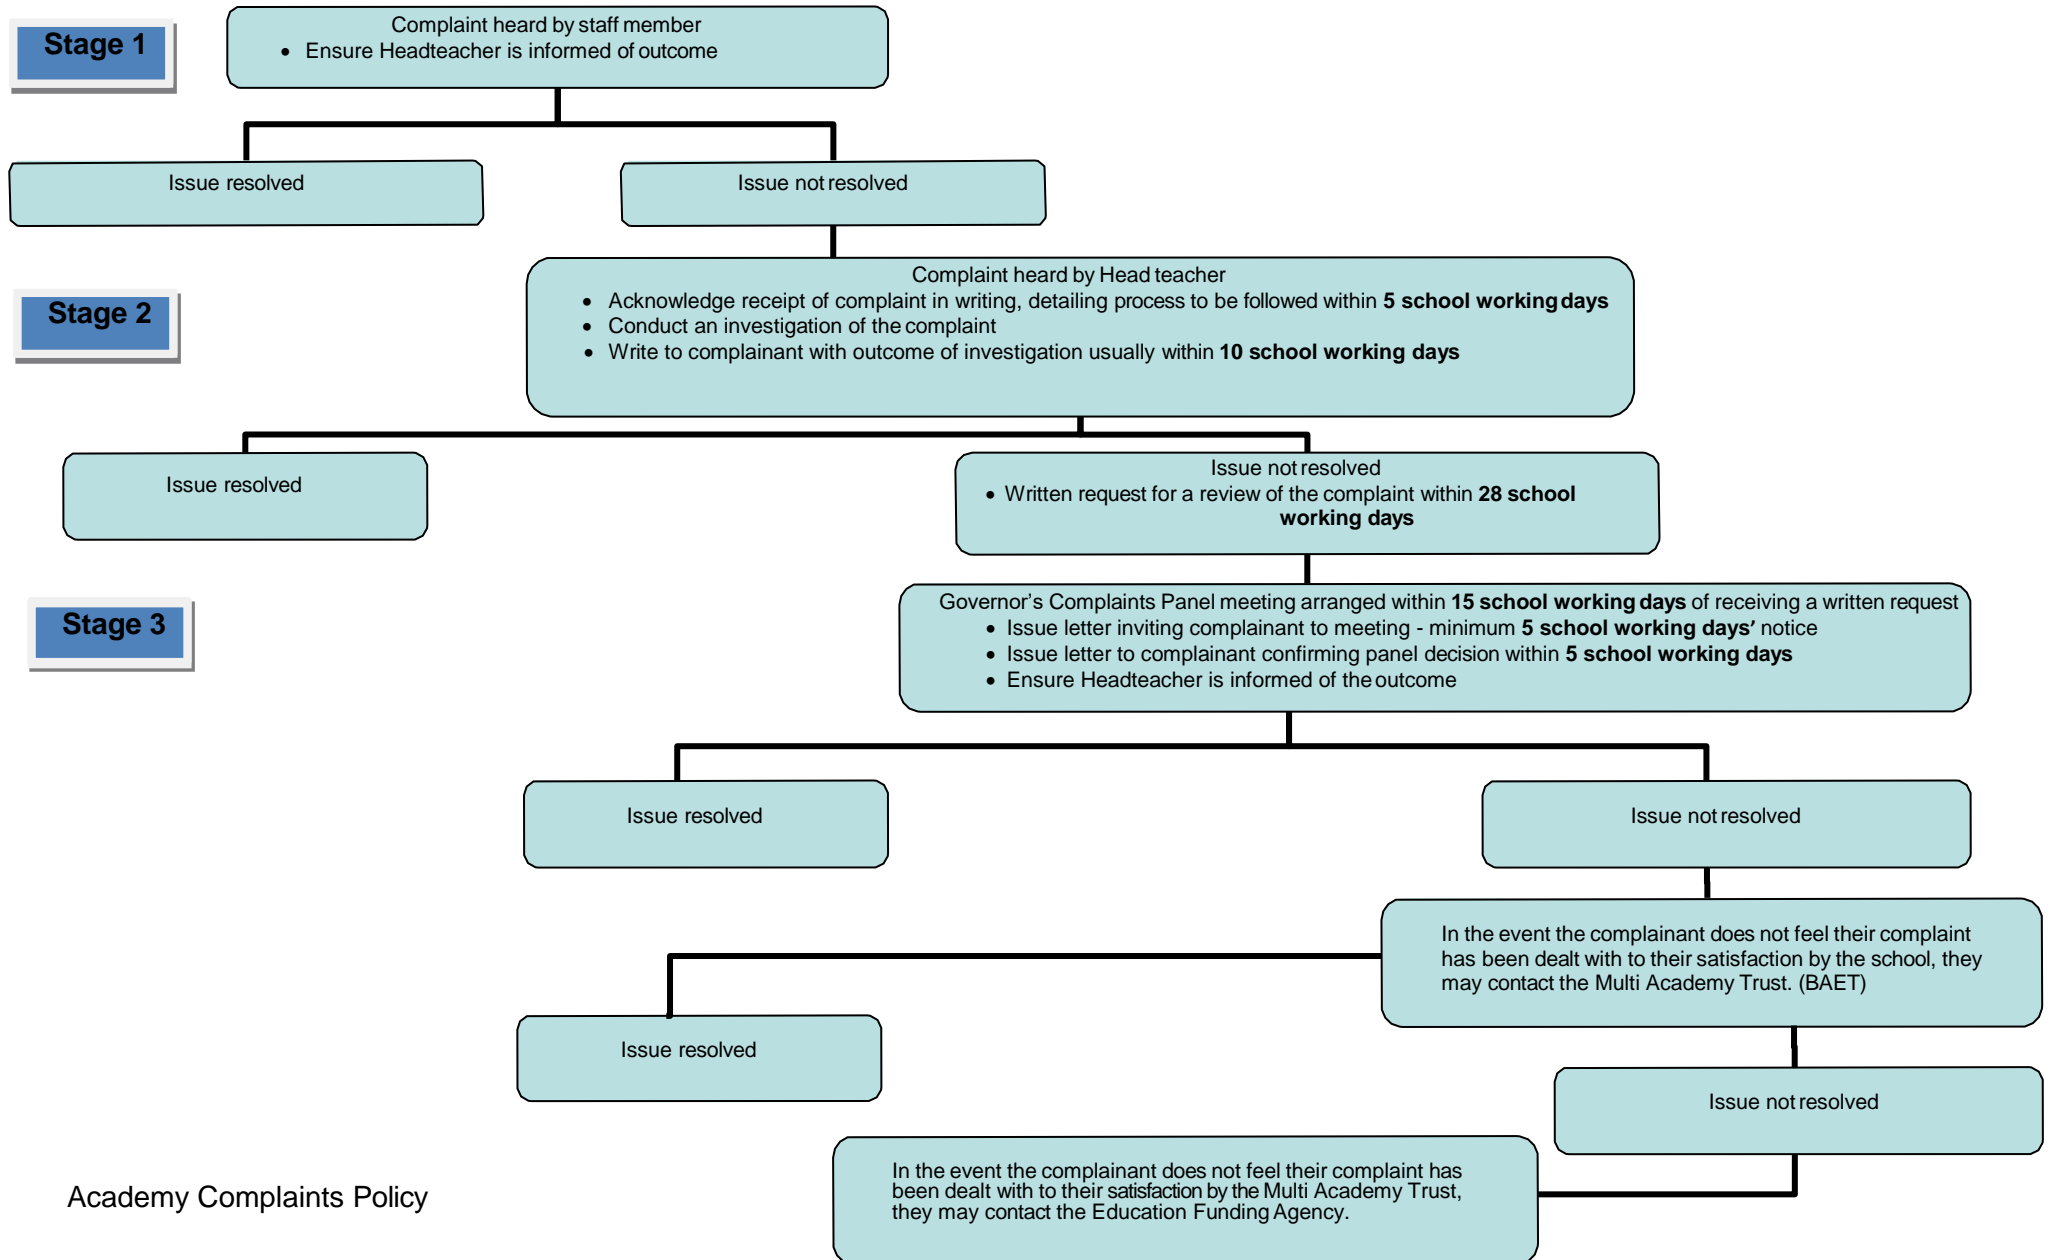 Stage 1
Complaint heard by staff member
• Ensure Headteacher is informed of outcome
Issue resolved
Issue not resolved
Stage 2
Complaint heard by Head teacher
• Acknowledge receipt of complaint in writing, detailing process to be followed within 5 school working days
• Conduct an investigation of the complaint
• Write to complainant with outcome of investigation usually within 10 school working days
Issue resolved
Issue not resolved
• Written request for a review of the complaint within 28 school
working days
Stage 3
Governor’s Complaints Panel meeting arranged within 15 school working days of receiving a written request
• Issue letter inviting complainant to meeting - minimum 5 school working days’ notice
• Issue letter to complainant confirming panel decision within 5 school working days
• Ensure Headteacher is informed of the outcome
Issue resolved
Issue not resolved
In the event the complainant does not feel their complaint
has been dealt with to their satisfaction by the school, they
may contact the Multi Academy Trust. (BAET)
Issue resolved
Issue not resolved
In the event the complainant does not feel their complaint has
been dealt with to their satisfaction by the Multi Academy Trust,
they may contact the Education Funding Agency.
Academy Complaints Policy